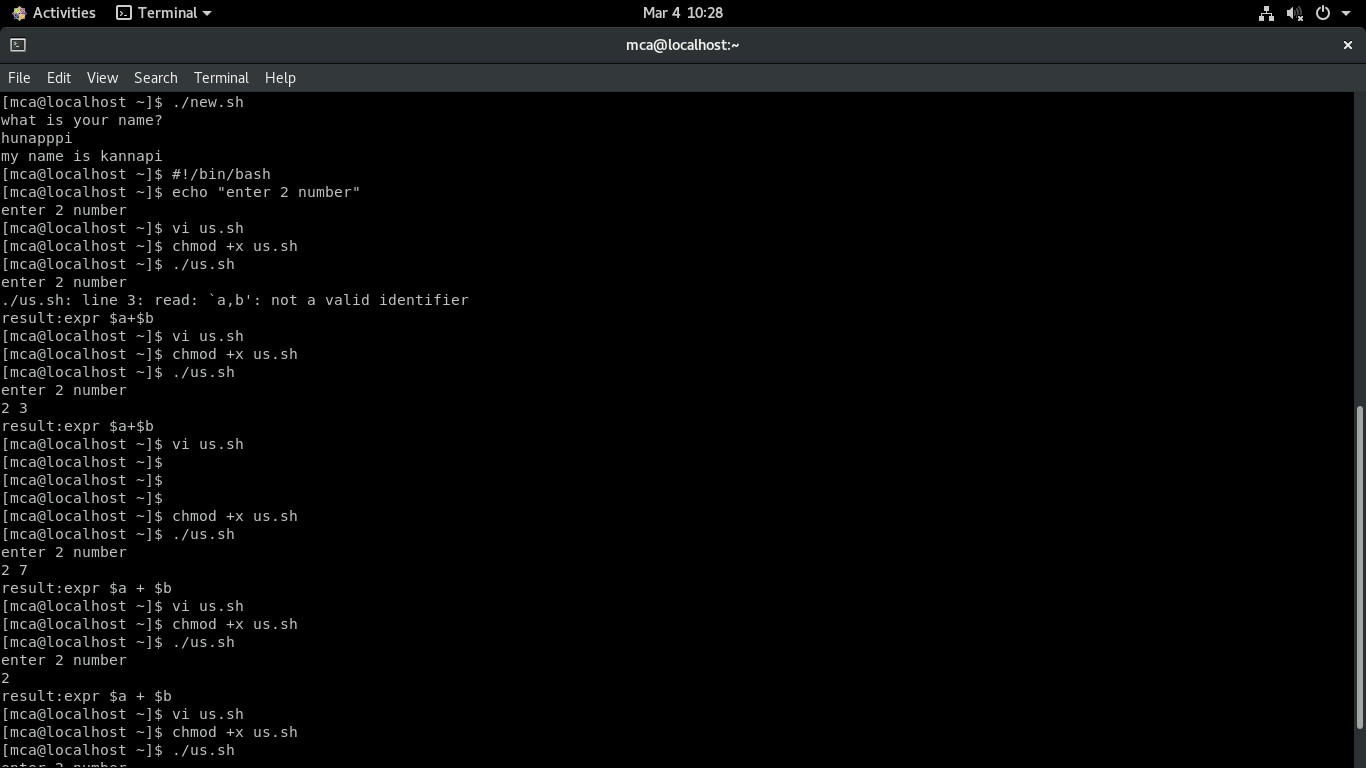 Activities Terminal Mar 4 10:28
mca@localhost:~
File Edit View Search Terminal Help
[mca@localhost ~]$ ./new.sh
what is your name?
hunapppi
my name is kannapi
[mca@localhost ~]$ #!/bin/bash
[mca@localhost ~]$ echo "enter 2 number"
enter 2 number
[mca@localhost ~]$ vi us.sh
[mca@localhost ~]$ chmod +x us.sh
[mca@localhost ~]$ ./us.sh
enter 2 number
./us.sh: line 3: read: `a,b': not a valid identifier
result:expr $a+$b
[mca@localhost ~]$ vi us.sh
[mca@localhost ~]$ chmod +x us.sh
[mca@localhost ~]$ ./us.sh
enter 2 number
2 3
result:expr $a+$b
[mca@localhost ~]$ vi us.sh
[mca@localhost ~]$
[mca@localhost ~]$
[mca@localhost ~]$
[mca@localhost ~]$ chmod +x us.sh
[mca@localhost ~]$ ./us.sh
enter 2 number
2 7
result:expr $a + $b
[mca@localhost ~]$ vi us.sh
[mca@localhost ~]$ chmod +x us.sh
[mca@localhost ~]$ ./us.sh
enter 2 number
2
result:expr $a + $b
[mca@localhost ~]$ vi us.sh
[mca@localhost ~]$ chmod +x us.sh
[mca@localhost ~]$ ./us.sh
enter 2 number